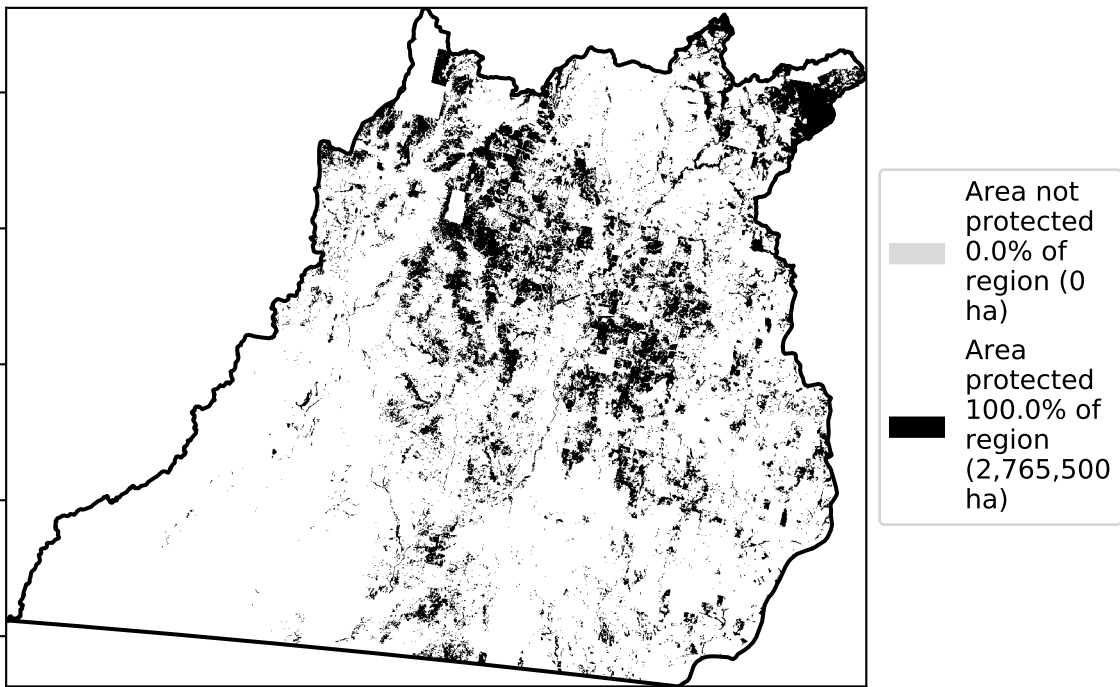 Area not
protected
0.0% of
region (0
ha)
Area
protected
100.0% of
region
(2,765,500
ha)